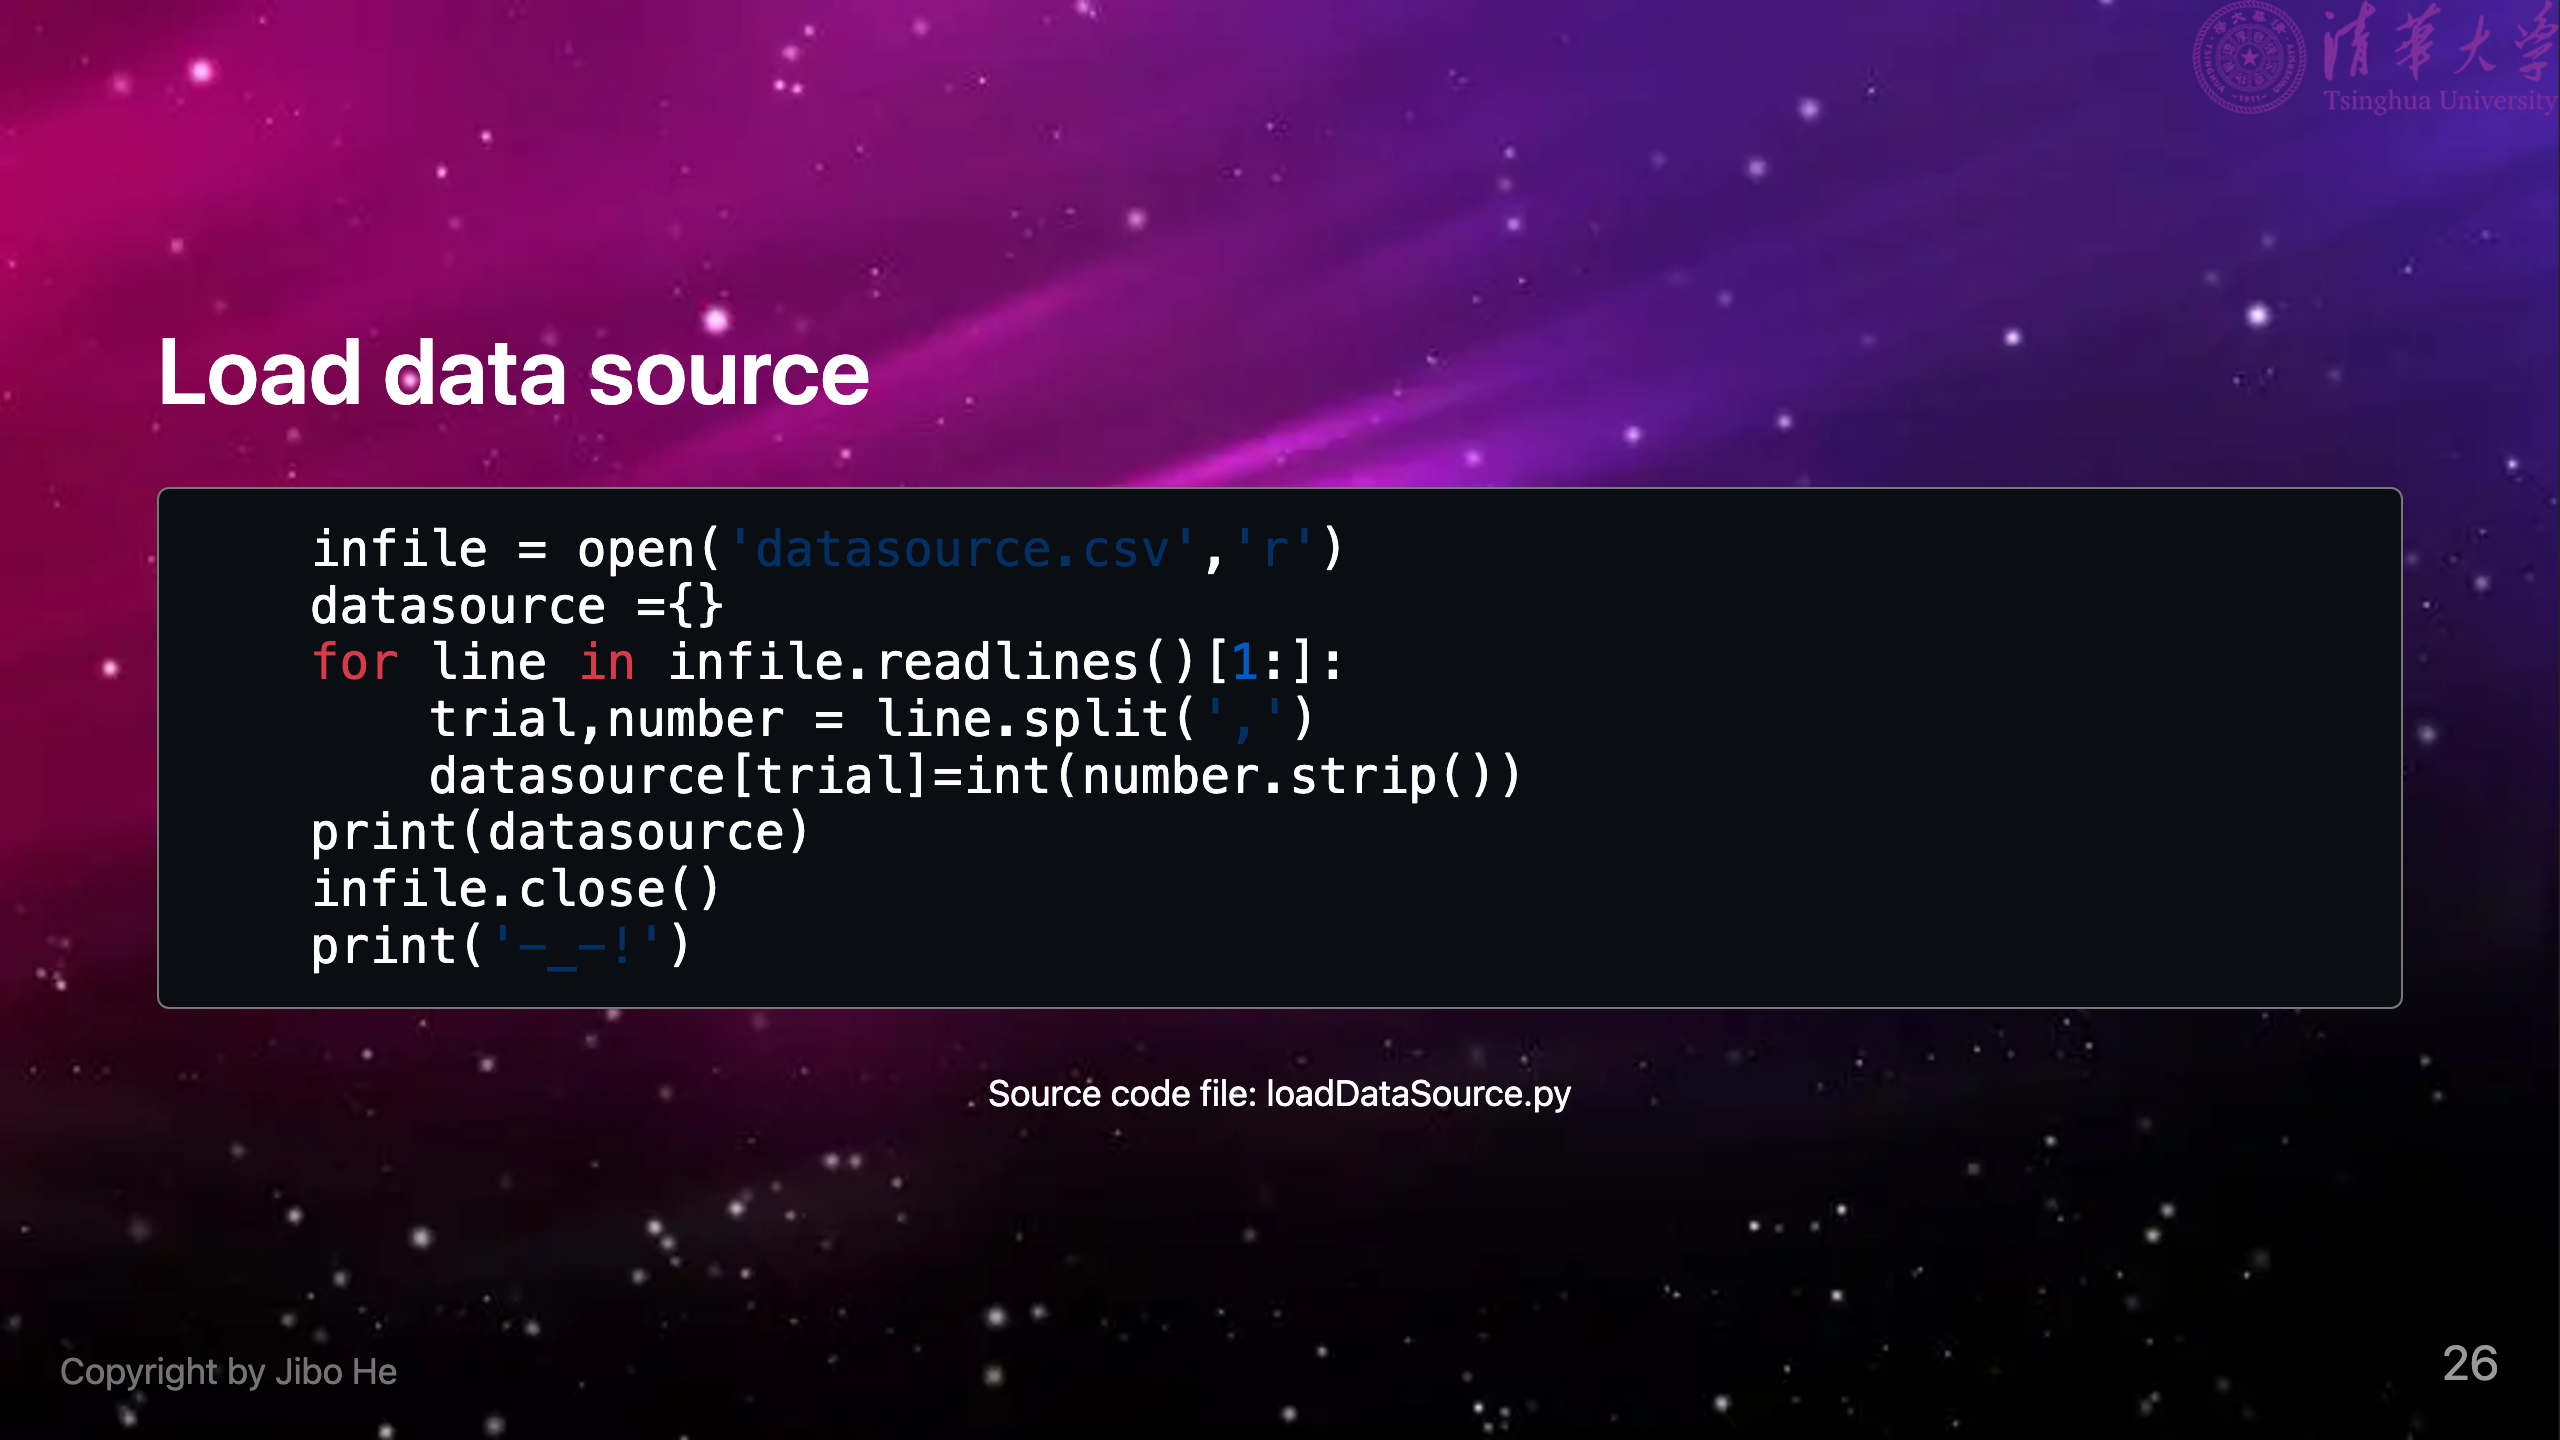 清華大学
Tsinghua University
Load data source
infile = open('datasource.csv','r')
datasource ={}
for line in infile.readlines()[1:]:
    trial,number = line.split(',')
    datasource[trial]=int(number.strip())
print(datasource)
infile.close()
print('-_-!')
Source code file: loadDataSource.py
Copyright by Jibo He
26